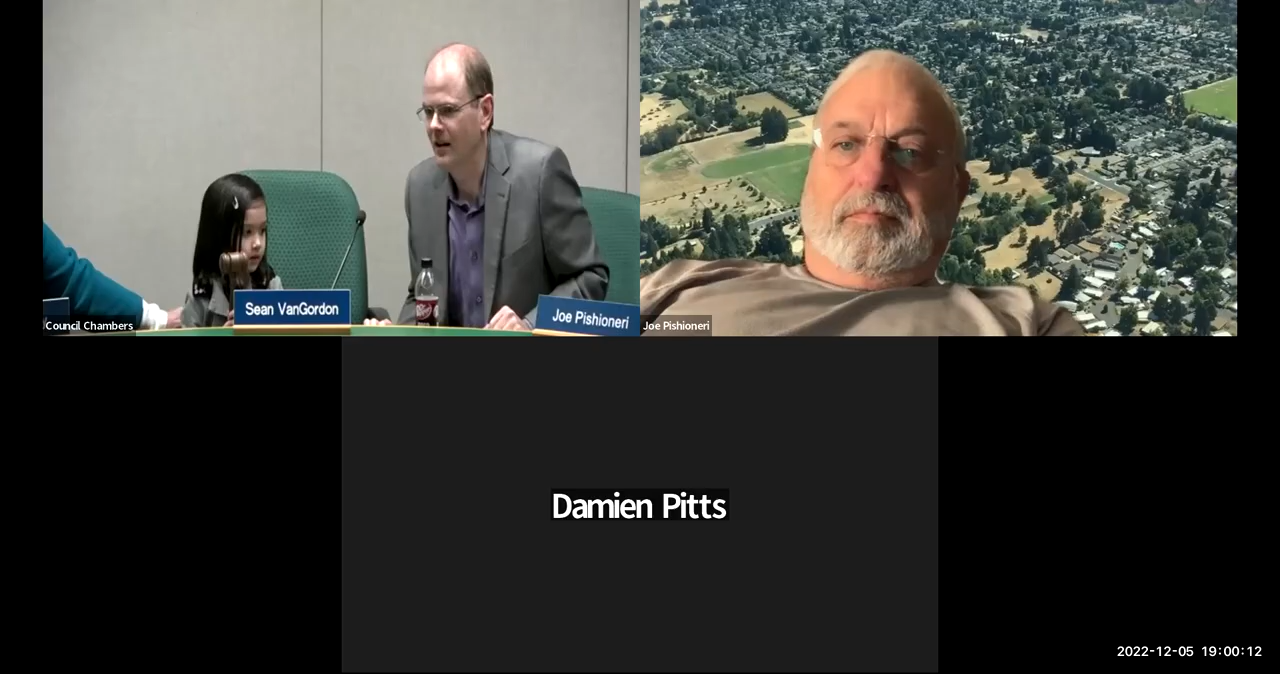 Sean VanGordon
Joe Pishioneri
Council Chambers
Joe Pishioneri
Damien Pitts
2022-12-05 19:00:12